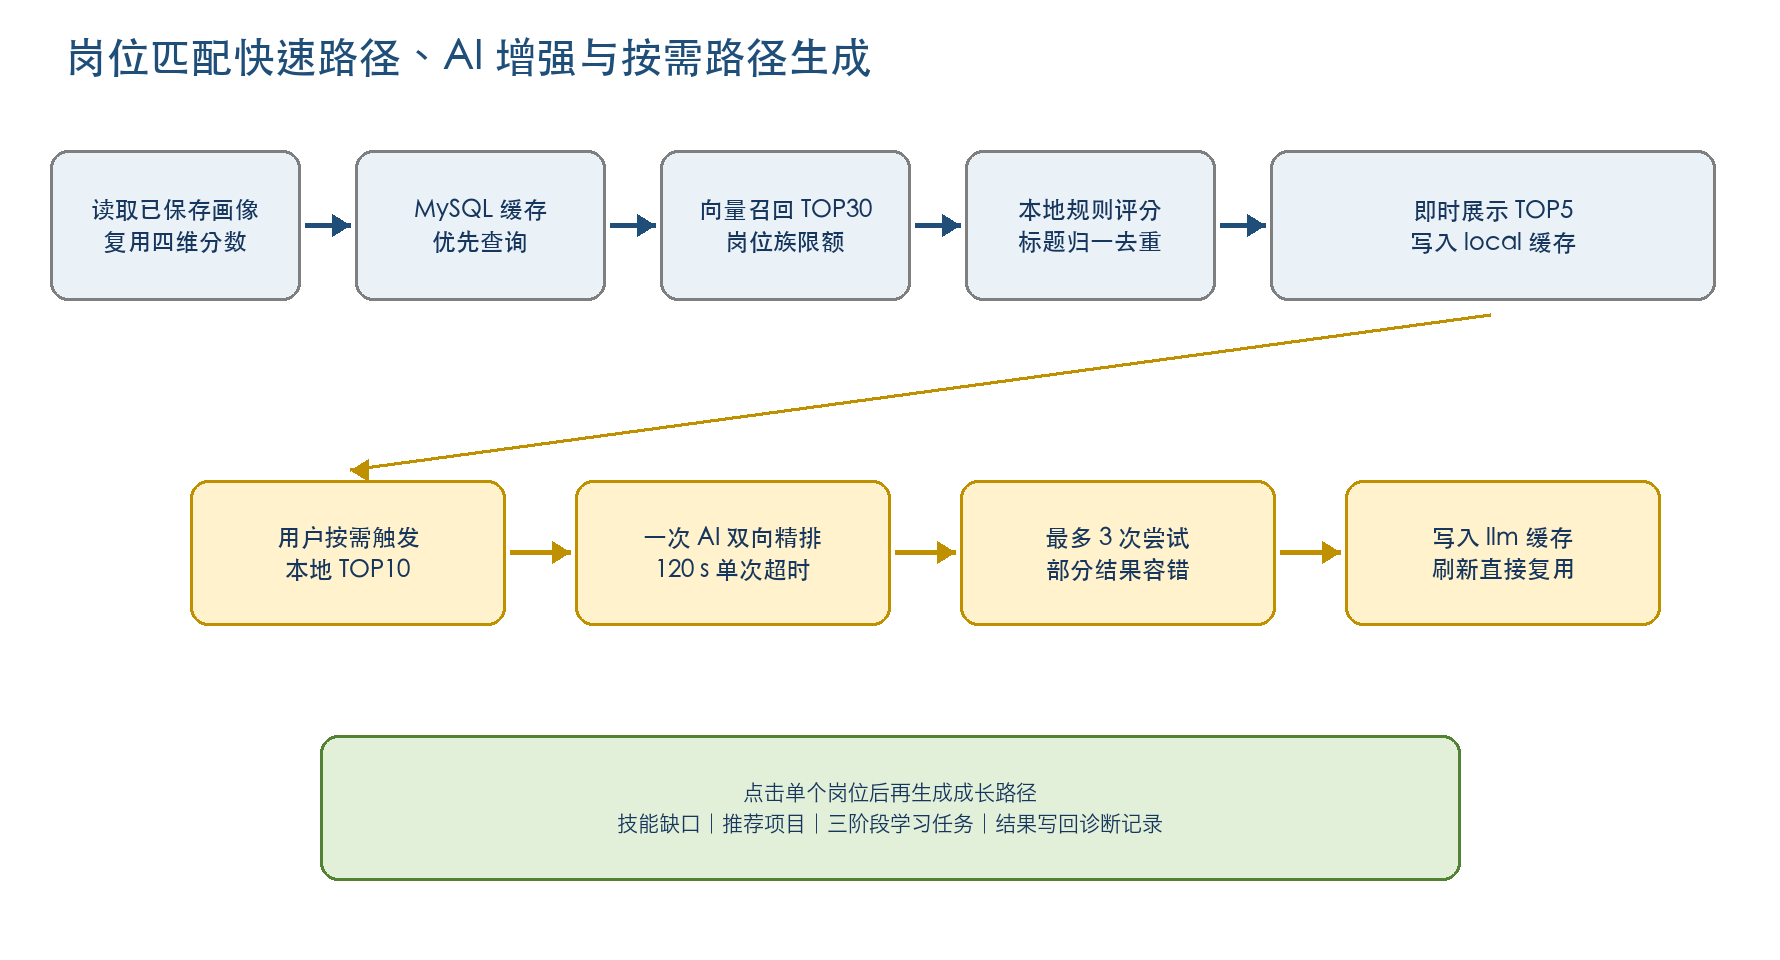 岗位匹配快速路径、AI 增强与按需路径生成
读取已保存画像
复用四维分数
MySQL 缓存
优先查询
向量召回 TOP30
岗位族限额
本地规则评分
标题归一去重
即时展示 TOP5
写入 local 缓存
用户按需触发
本地 TOP10
一次 AI 双向精排
120 s 单次超时
最多 3 次尝试
部分结果容错
写入 llm 缓存
刷新直接复用
点击单个岗位后再生成成长路径
技能缺口｜推荐项目｜三阶段学习任务｜结果写回诊断记录